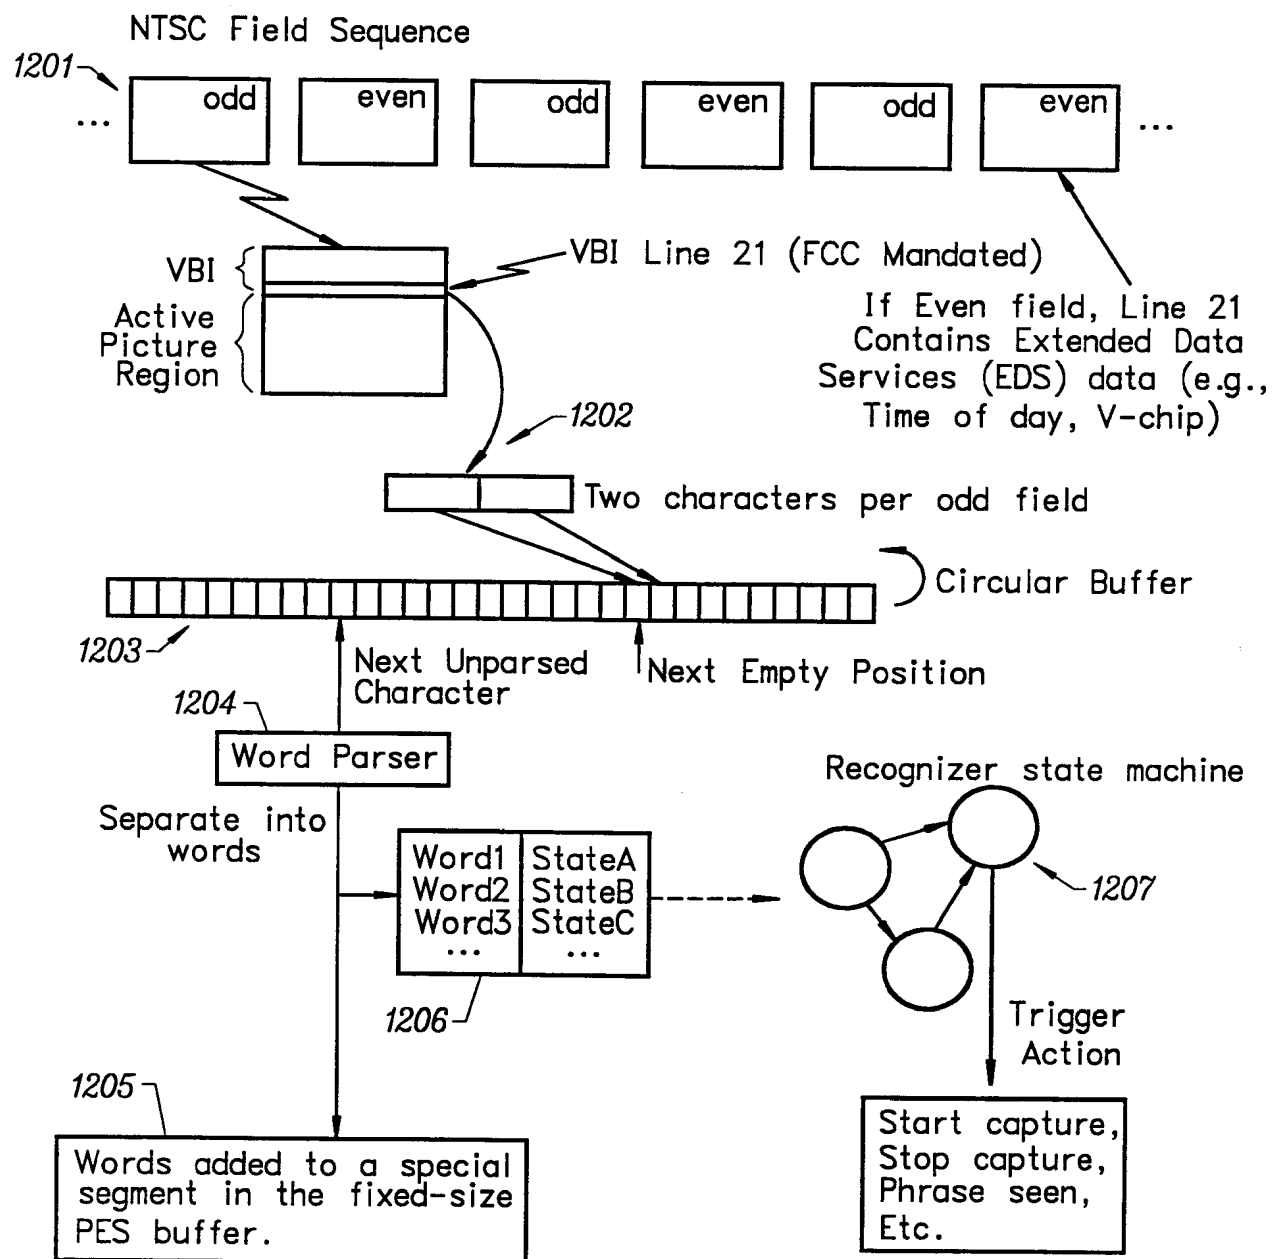 NTSC Field Sequence
1201
... odd even odd even odd even ...
VBI
VBI Line 21 (FCC Mandated)
Active
Picture
Region
If Even field, Line 21
Contains Extended Data
Services (EDS) data (e.g.,
Time of day, V-chip)
1202
Two characters per odd field
Circular Buffer
1203
Next Unparsed
Character
Next Empty Position
1204
Word Parser
Separate into
words
Recognizer state machine
Word1 StateA
Word2 StateB
Word3 StateC
... ...
1206
1207
Trigger
Action
1205
Words added to a special
segment in the fixed-size
PES buffer.
Start capture,
Stop capture,
Phrase seen,
Etc.